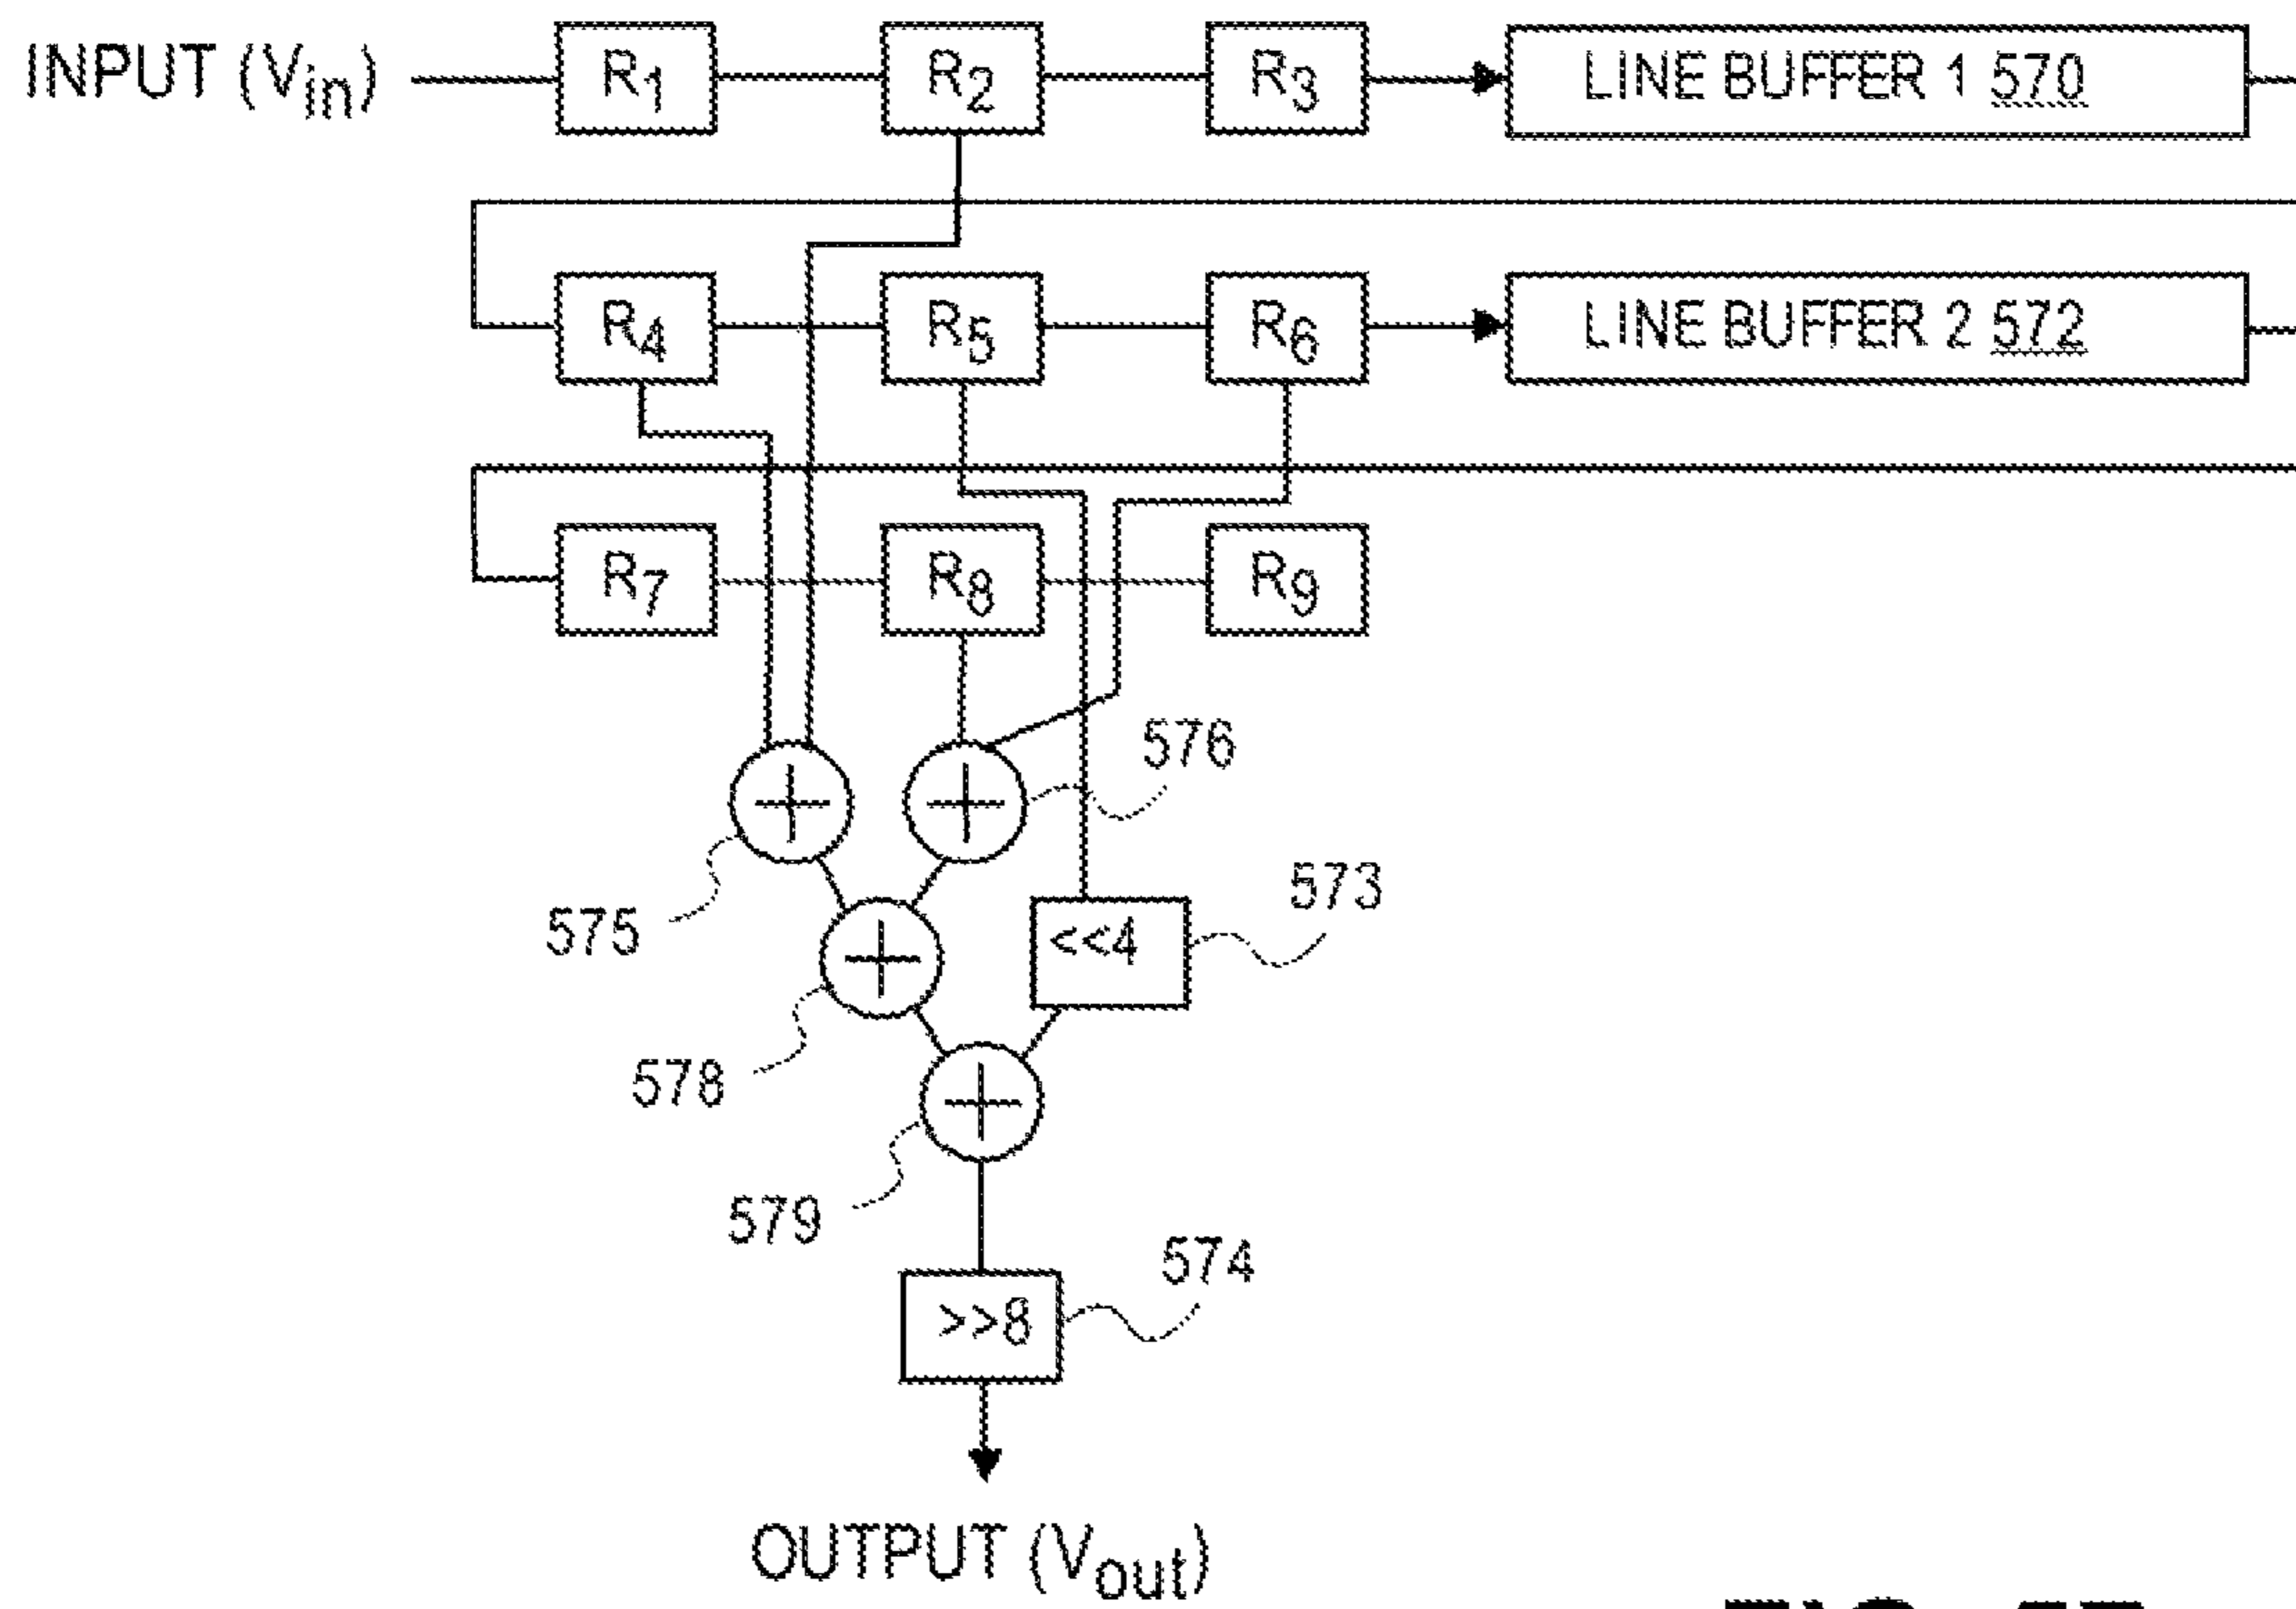 INPUT (Vin) R1 R2 R3 LINE BUFFER 1 570
R4 R5 R6 LINE BUFFER 2 572
R7 R8 R9
576
573
575
<<4
578
579
574
>>8
OUTPUT (Vout)